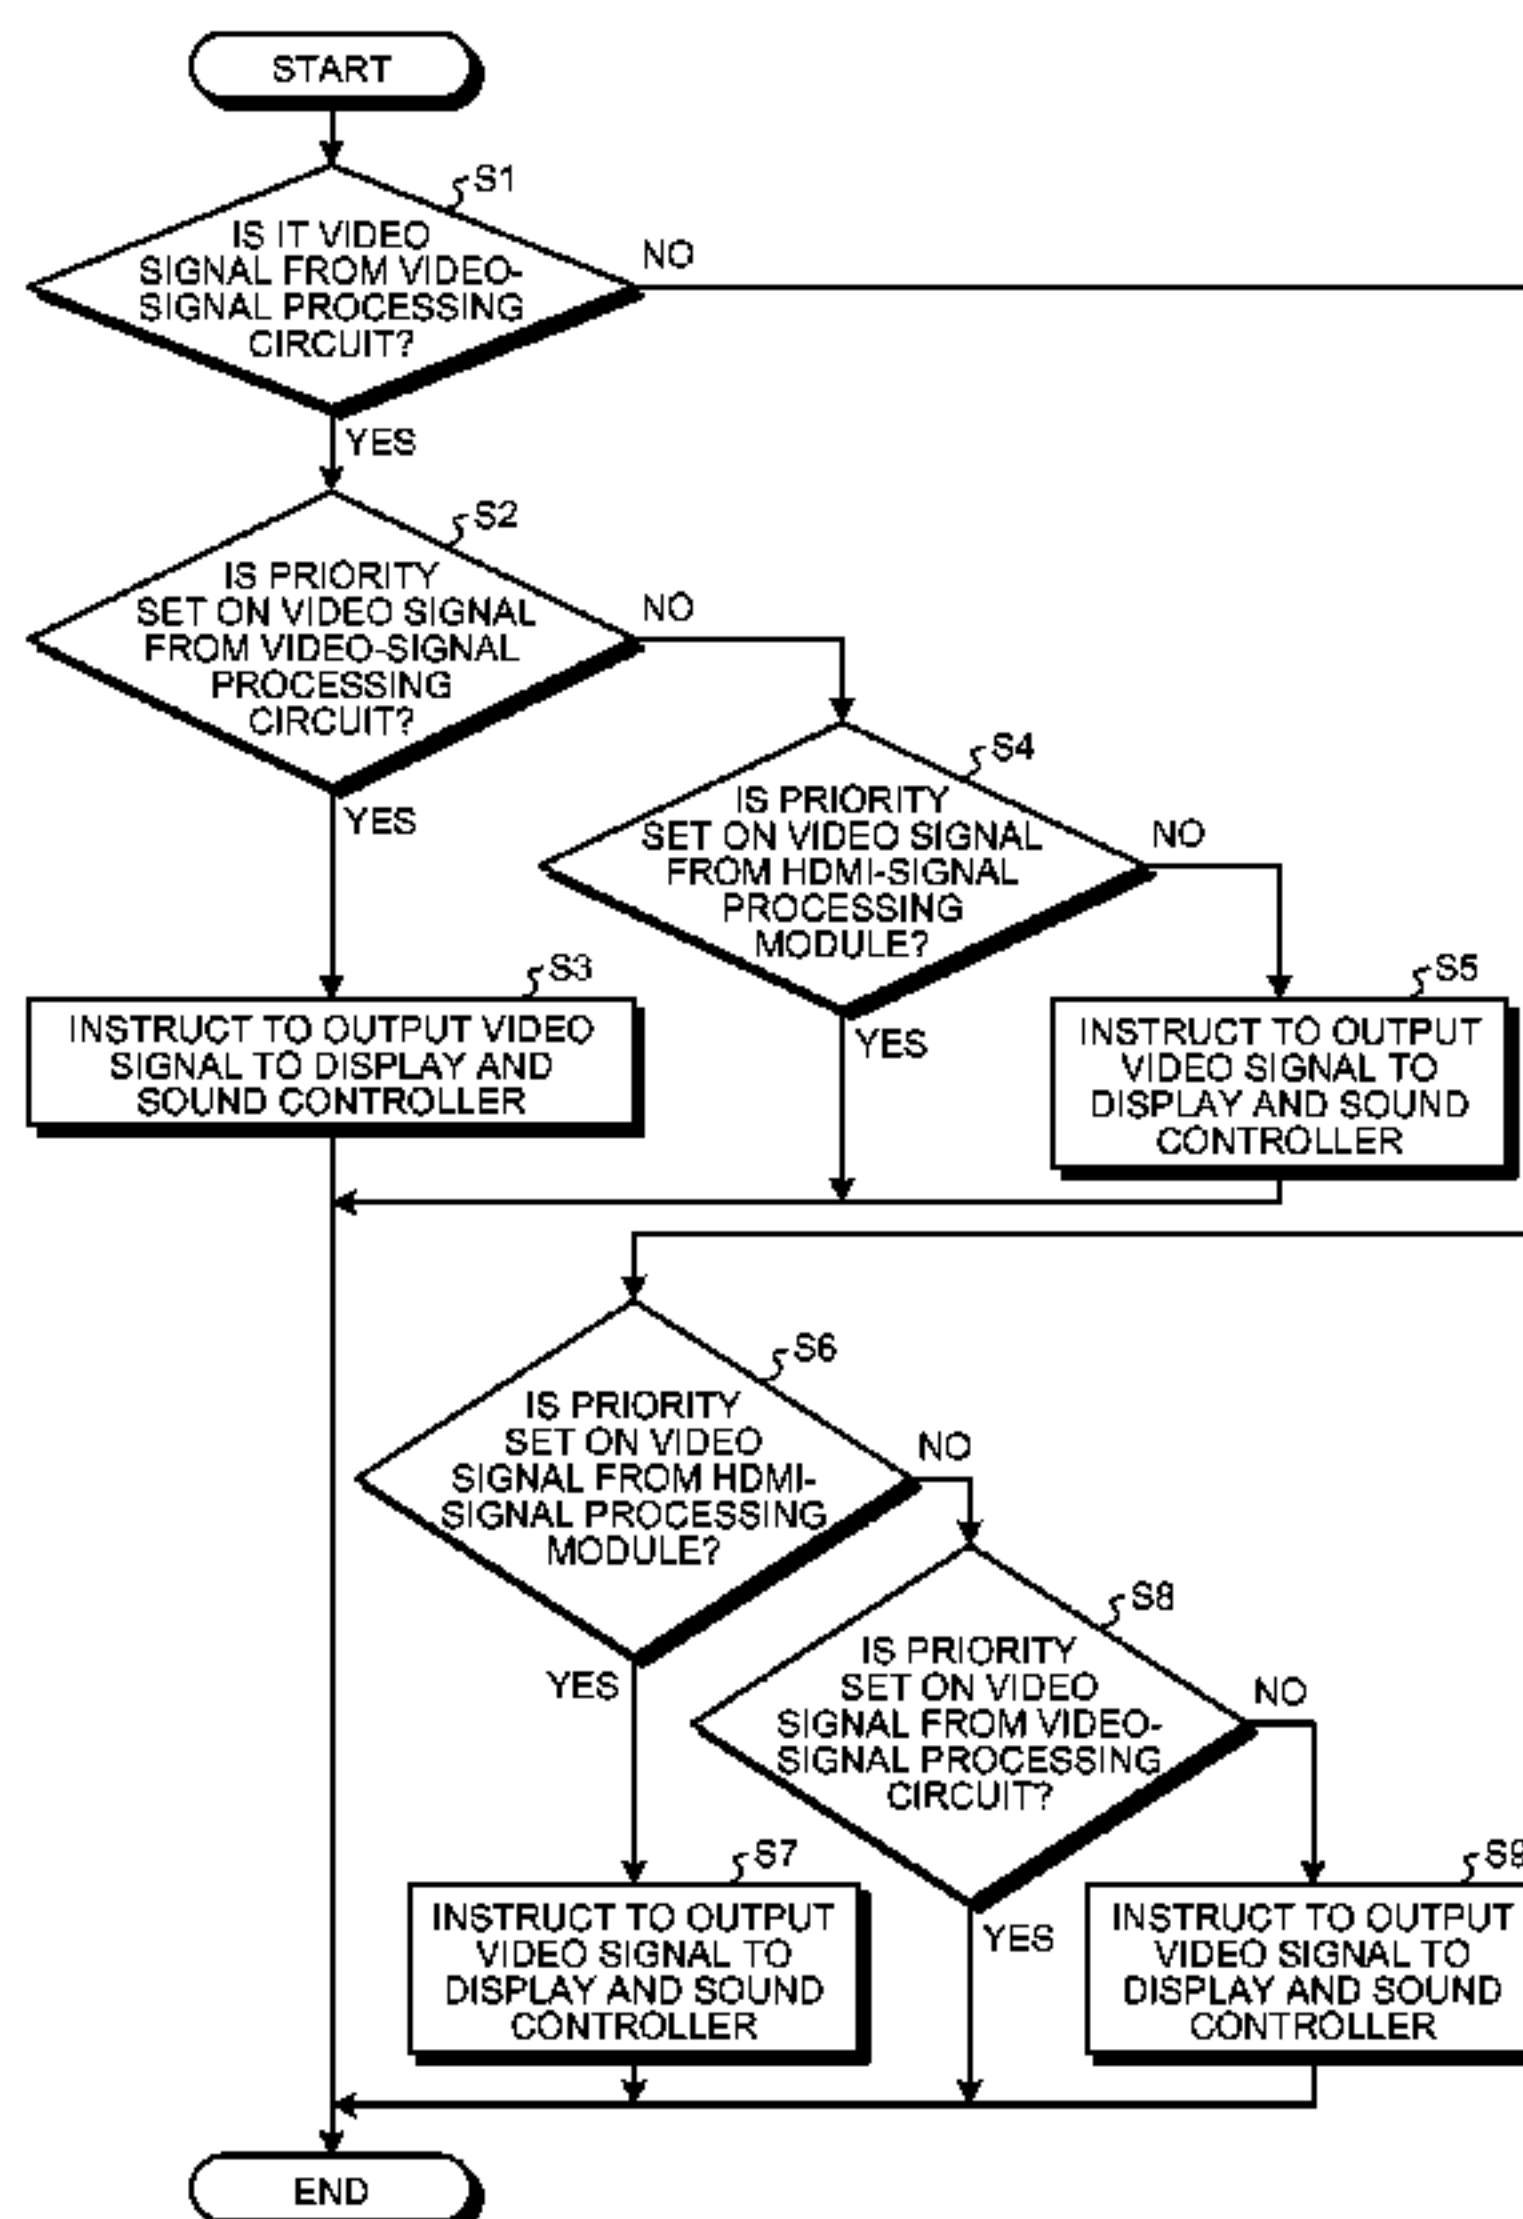 START
S1
IS IT VIDEO
SIGNAL FROM VIDEO-
SIGNAL PROCESSING
CIRCUIT?
NO
YES
S2
IS PRIORITY
SET ON VIDEO SIGNAL
FROM VIDEO-SIGNAL
PROCESSING
CIRCUIT?
NO
YES
S4
IS PRIORITY
SET ON VIDEO SIGNAL
FROM HDMI-SIGNAL
PROCESSING
MODULE?
NO
YES
S3
INSTRUCT TO OUTPUT VIDEO
SIGNAL TO DISPLAY AND
SOUND CONTROLLER
S5
INSTRUCT TO OUTPUT
VIDEO SIGNAL TO
DISPLAY AND SOUND
CONTROLLER
S6
IS PRIORITY
SET ON VIDEO
SIGNAL FROM HDMI-
SIGNAL PROCESSING
MODULE?
NO
YES
S8
IS PRIORITY
SET ON VIDEO
SIGNAL FROM VIDEO-
SIGNAL PROCESSING
CIRCUIT?
NO
YES
S7
INSTRUCT TO OUTPUT
VIDEO SIGNAL TO
DISPLAY AND SOUND
CONTROLLER
S9
INSTRUCT TO OUTPUT
VIDEO SIGNAL TO
DISPLAY AND SOUND
CONTROLLER
END